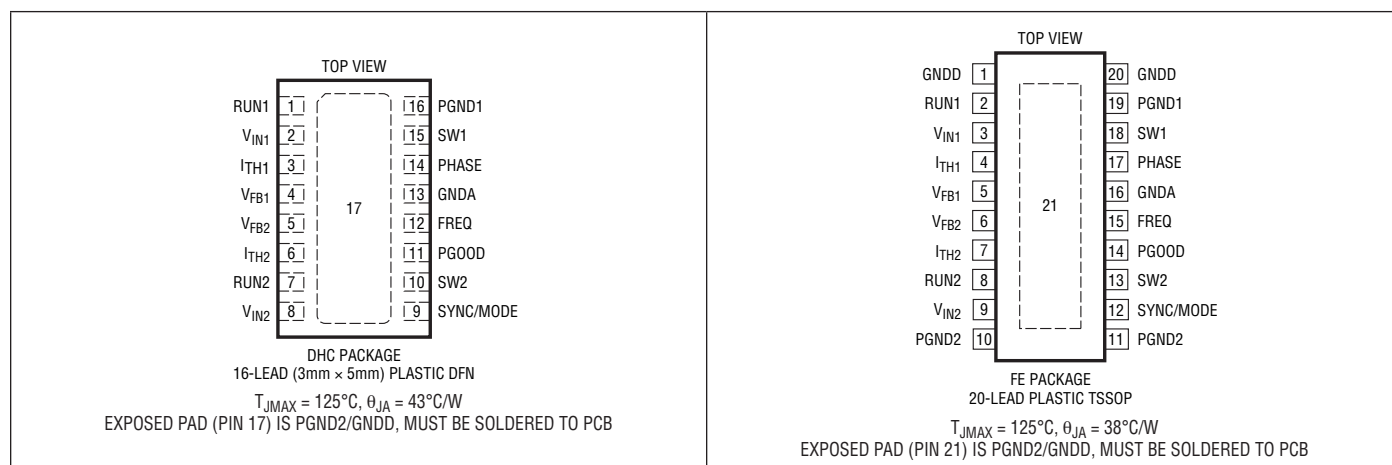 TOP VIEW
RUN1 1 16 PGND1
VIN1 2 15 SW1
ITH1 3 14 PHASE
VFB1 4 13 GNDA
17
VFB2 5 12 FREQ
ITH2 6 11 PGOOD
RUN2 7 10 SW2
VIN2 8 9 SYNC/MODE
DHC PACKAGE
16-LEAD (3mm × 5mm) PLASTIC DFN
TJMAX = 125°C, θJA = 43°C/W
EXPOSED PAD (PIN 17) IS PGND2/GNDD, MUST BE SOLDERED TO PCB
TOP VIEW
GNDD 1 20 GNDD
RUN1 2 19 PGND1
VIN1 3 18 SW1
ITH1 4 17 PHASE
VFB1 5 16 GNDA
21
VFB2 6 15 FREQ
ITH2 7 14 PGOOD
RUN2 8 13 SW2
VIN2 9 12 SYNC/MODE
PGND2 10 11 PGND2
FE PACKAGE
20-LEAD PLASTIC TSSOP
TJMAX = 125°C, θJA = 38°C/W
EXPOSED PAD (PIN 21) IS PGND2/GNDD, MUST BE SOLDERED TO PCB